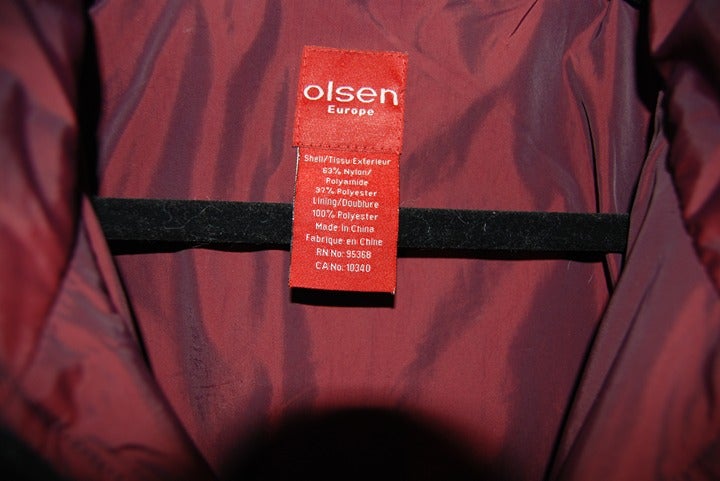 olsen
Europe
Shell/Tissu Exterieur
63% Nylon/
Polyamide
37% Polyester
Lining/Doublure
100% Polyester
Made in China
Fabrique en Chine
RN No: 95368
CA No: 10340